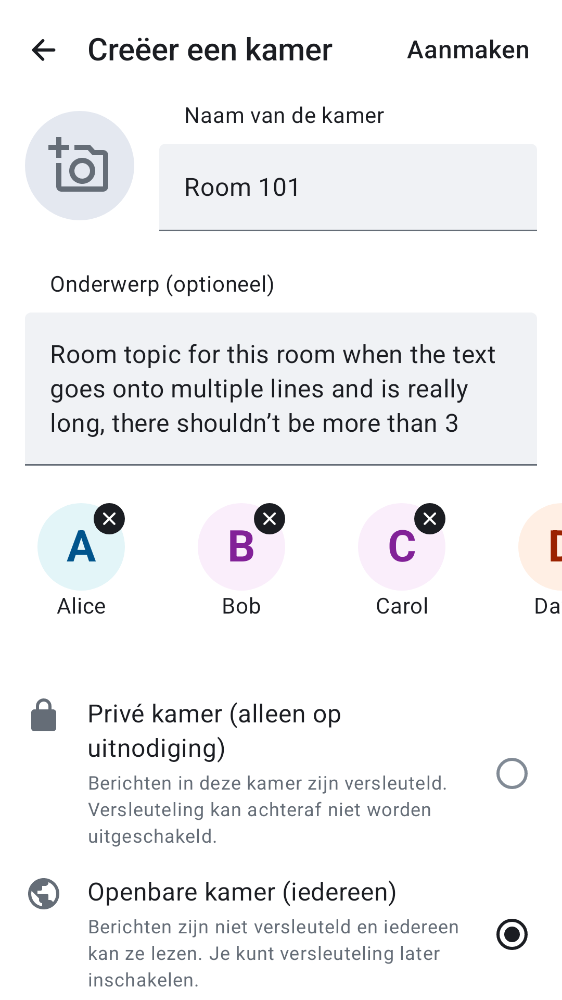 Creëer een kamer
Aanmaken
Naam van de kamer
Room 101
Onderwerp (optioneel)
Room topic for this room when the text
goes onto multiple lines and is really
long, there shouldn’t be more than 3
A
B
C
Alice
Bob
Carol
Da
Privé kamer (alleen op
uitnodiging)
Berichten in deze kamer zijn versleuteld.
Versleuteling kan achteraf niet worden
uitgeschakeld.
Openbare kamer (iedereen)
Berichten zijn niet versleuteld en iedereen
kan ze lezen. Je kunt versleuteling later
inschakelen.